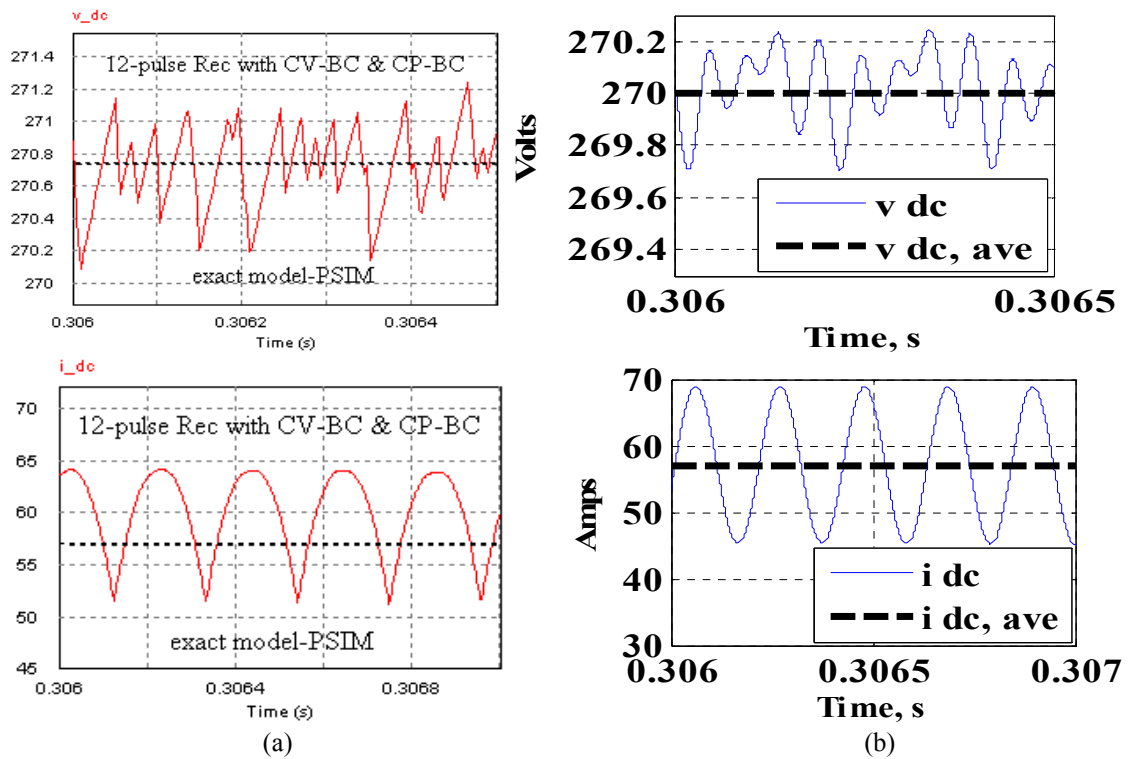 v_dc
271.4
271.2
271
270.8
270.6
270.4
270.2
270
12-pulse Rec with CV-BC & CP-BC
exact model-PSIM
0.306 0.3062 0.3064
Time (s)
Volts
270.2
270
269.8
269.6
269.4
v dc
v dc, ave
0.306 0.3065
Time, s
i_dc
70
65
60
55
50
45
12-pulse Rec with CV-BC & CP-BC
exact model-PSIM
0.306 0.3064 0.3068
Time (s)
(a)
Amps
70
60
50
40
30
i dc
i dc, ave
0.306 0.3065 0.307
Time, s
(b)